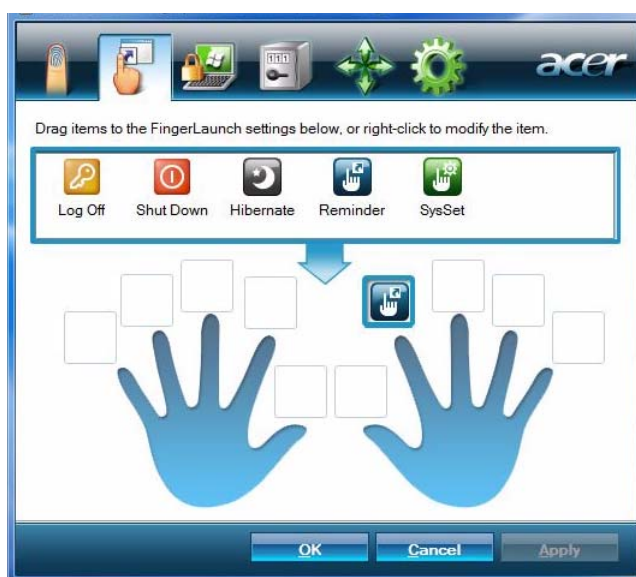 111
acer
Drag items to the FingerLaunch settings below, or right-click to modify the item.
Log Off Shut Down Hibernate Reminder SysSet
OK Cancel Apply